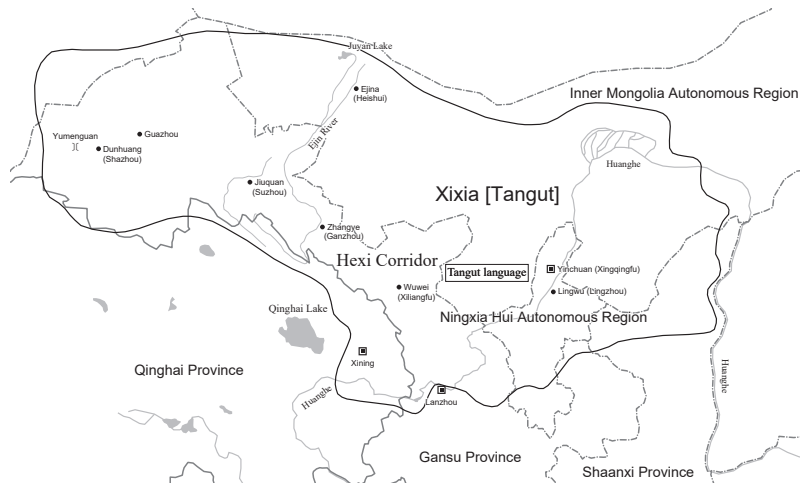 Juyan Lake
Ejina
(Heishui)
Inner Mongolia Autonomous Region
Yumenguan
Guazhou
Dunhuang
(Shazhou)
Ejin River
Huanghe
Jiuquan
(Suzhou)
Xixia [Tangut]
Zhangye
(Ganzhou)
Hexi Corridor
Tangut language
Yinchuan (Xingqingfu)
Wuwei
(Xiliangfu)
Lingwu (Lingzhou)
Qinghai Lake
Ningxia Hui Autonomous Region
Xining
Qinghai Province
Huanghe
Huanghe
Lanzhou
Gansu Province
Shaanxi Province